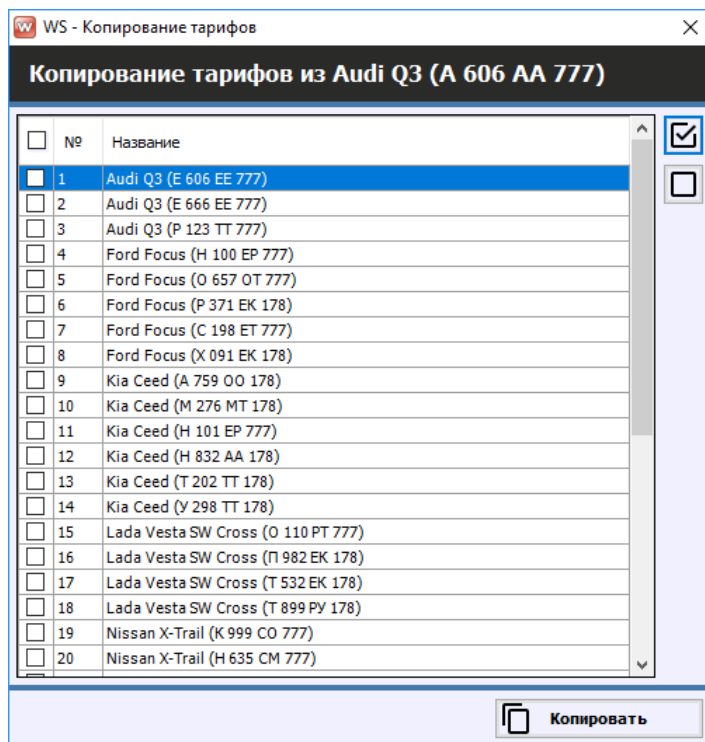 WS - Копирование тарифов
Копирование тарифов из Audi Q3 (А 606 АА 777)
№ Название
1 Audi Q3 (Е 606 ЕЕ 777)
2 Audi Q3 (Е 666 ЕЕ 777)
3 Audi Q3 (Р 123 ТТ 777)
4 Ford Focus (Н 100 ЕР 777)
5 Ford Focus (О 657 ОТ 777)
6 Ford Focus (Р 371 ЕК 178)
7 Ford Focus (С 198 ЕТ 777)
8 Ford Focus (Х 091 ЕК 178)
9 Kia Ceed (А 759 ОО 178)
10 Kia Ceed (М 276 МТ 178)
11 Kia Ceed (Н 101 ЕР 777)
12 Kia Ceed (Н 832 АА 178)
13 Kia Ceed (Т 202 ТТ 178)
14 Kia Ceed (У 298 ТТ 178)
15 Lada Vesta SW Cross (О 110 РТ 777)
16 Lada Vesta SW Cross (П 982 ЕК 178)
17 Lada Vesta SW Cross (Т 532 ЕК 178)
18 Lada Vesta SW Cross (Т 899 РУ 178)
19 Nissan X-Trail (К 999 СО 777)
20 Nissan X-Trail (Н 635 СМ 777)
Копировать